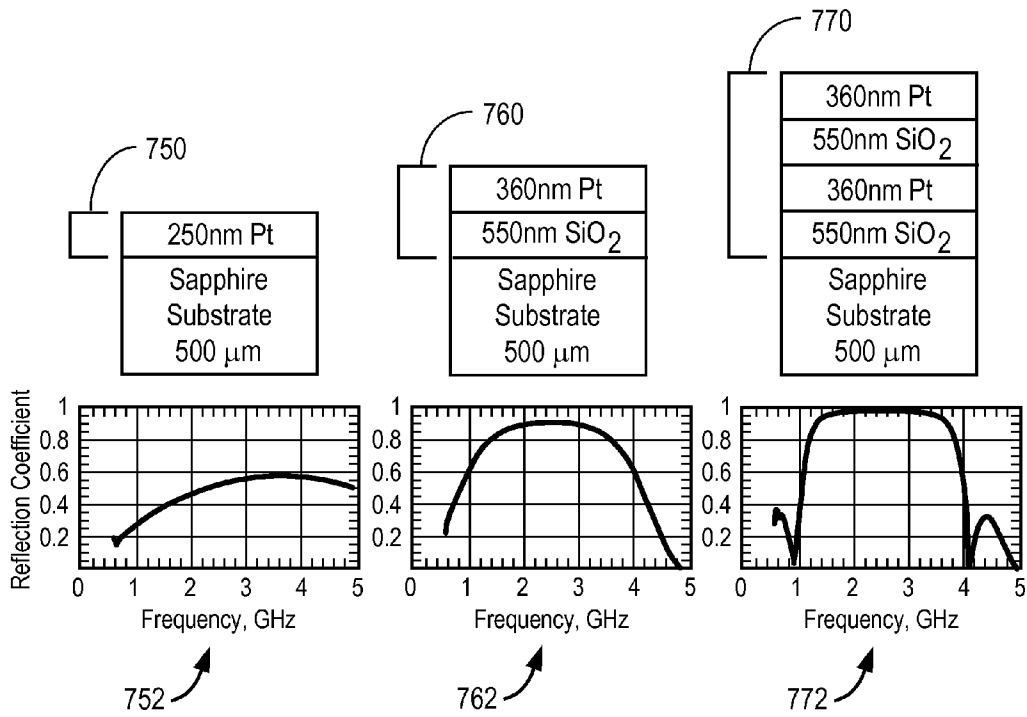 770
360nm Pt
760
550nm SiO2
750
360nm Pt
360nm Pt
250nm Pt
550nm SiO2
550nm SiO2
Sapphire
Substrate
500 μm
Sapphire
Substrate
500 μm
Sapphire
Substrate
500 μm
Reflection Coefficient
1
0.8
0.6
0.4
0.2
0 1 2 3 4 5
Frequency, GHz
752
1
0.8
0.6
0.4
0.2
0 1 2 3 4 5
Frequency, GHz
762
1
0.8
0.6
0.4
0.2
0 1 2 3 4 5
Frequency, GHz
772